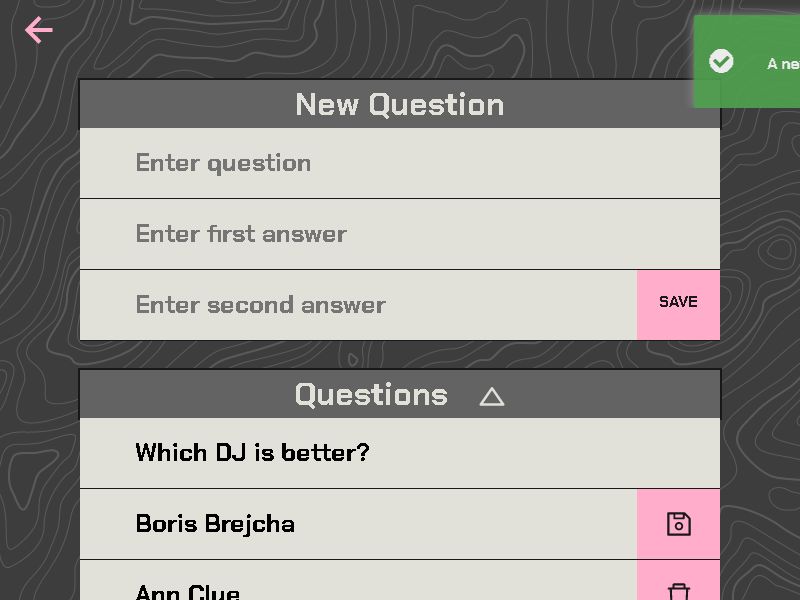 A ne
New Question
Enter question
Enter first answer
Enter second answer
SAVE
Questions
Which DJ is better?
Boris Brejcha
Ann Clue